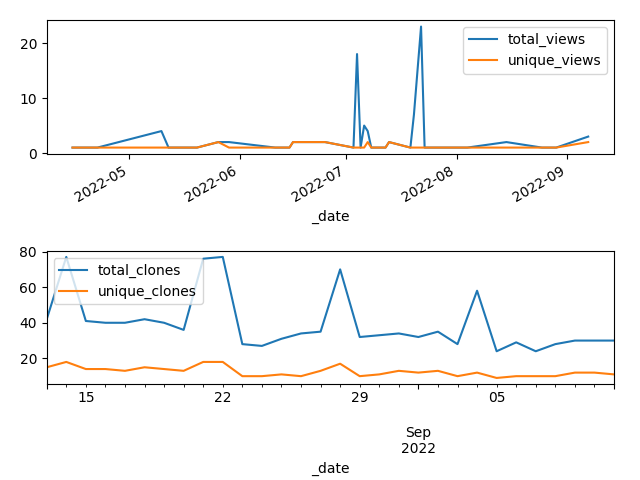 20
10
0
total_views
unique_views
2022-05
2022-06
2022-07
2022-08
2022-09
_date
80
60
40
20
total_clones
unique_clones
15
22
29
05
Sep
2022
_date